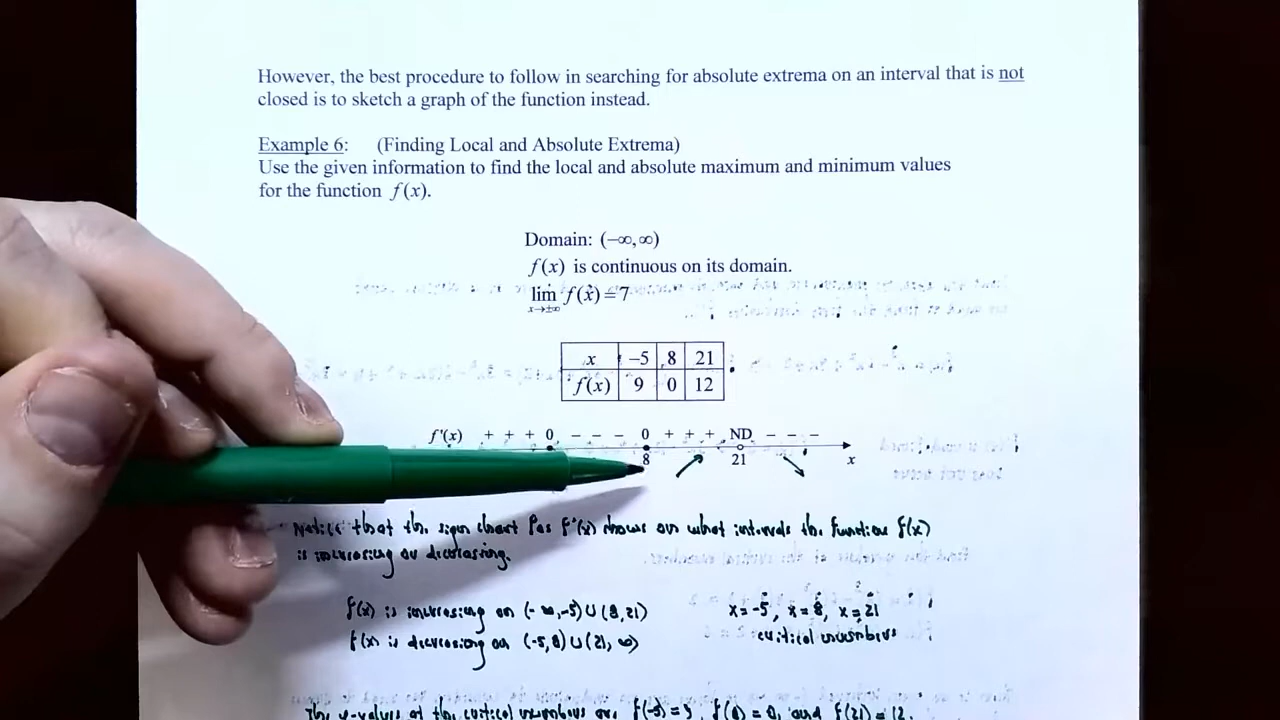 However, the best procedure to follow in searching for absolute extrema on an interval that is not
closed is to sketch a graph of the function instead.
Example 6: (Finding Local and Absolute Extrema)
Use the given information to find the local and absolute maximum and minimum values
for the function f(x).
Domain: (−∞,∞)
f(x) is continuous on its domain.
lim f(x)=7
x→±∞
x −5 8 21
f(x) 9 0 12
f'(x) + + + 0 − − − 0 + + + ND − − −
8 21 x
Notice that the sign chart for f'(x) shows on what intervals the function f(x)
is increasing or decreasing.
f(x) is increasing on (-∞,-5)∪(8,21) x=-5, x=8, x=21
f(x) is decreasing on (-5,8)∪(21,∞) critical numbers
The y-values at the critical numbers are f(-5)=9, f(8)=0, and f(21)=12.